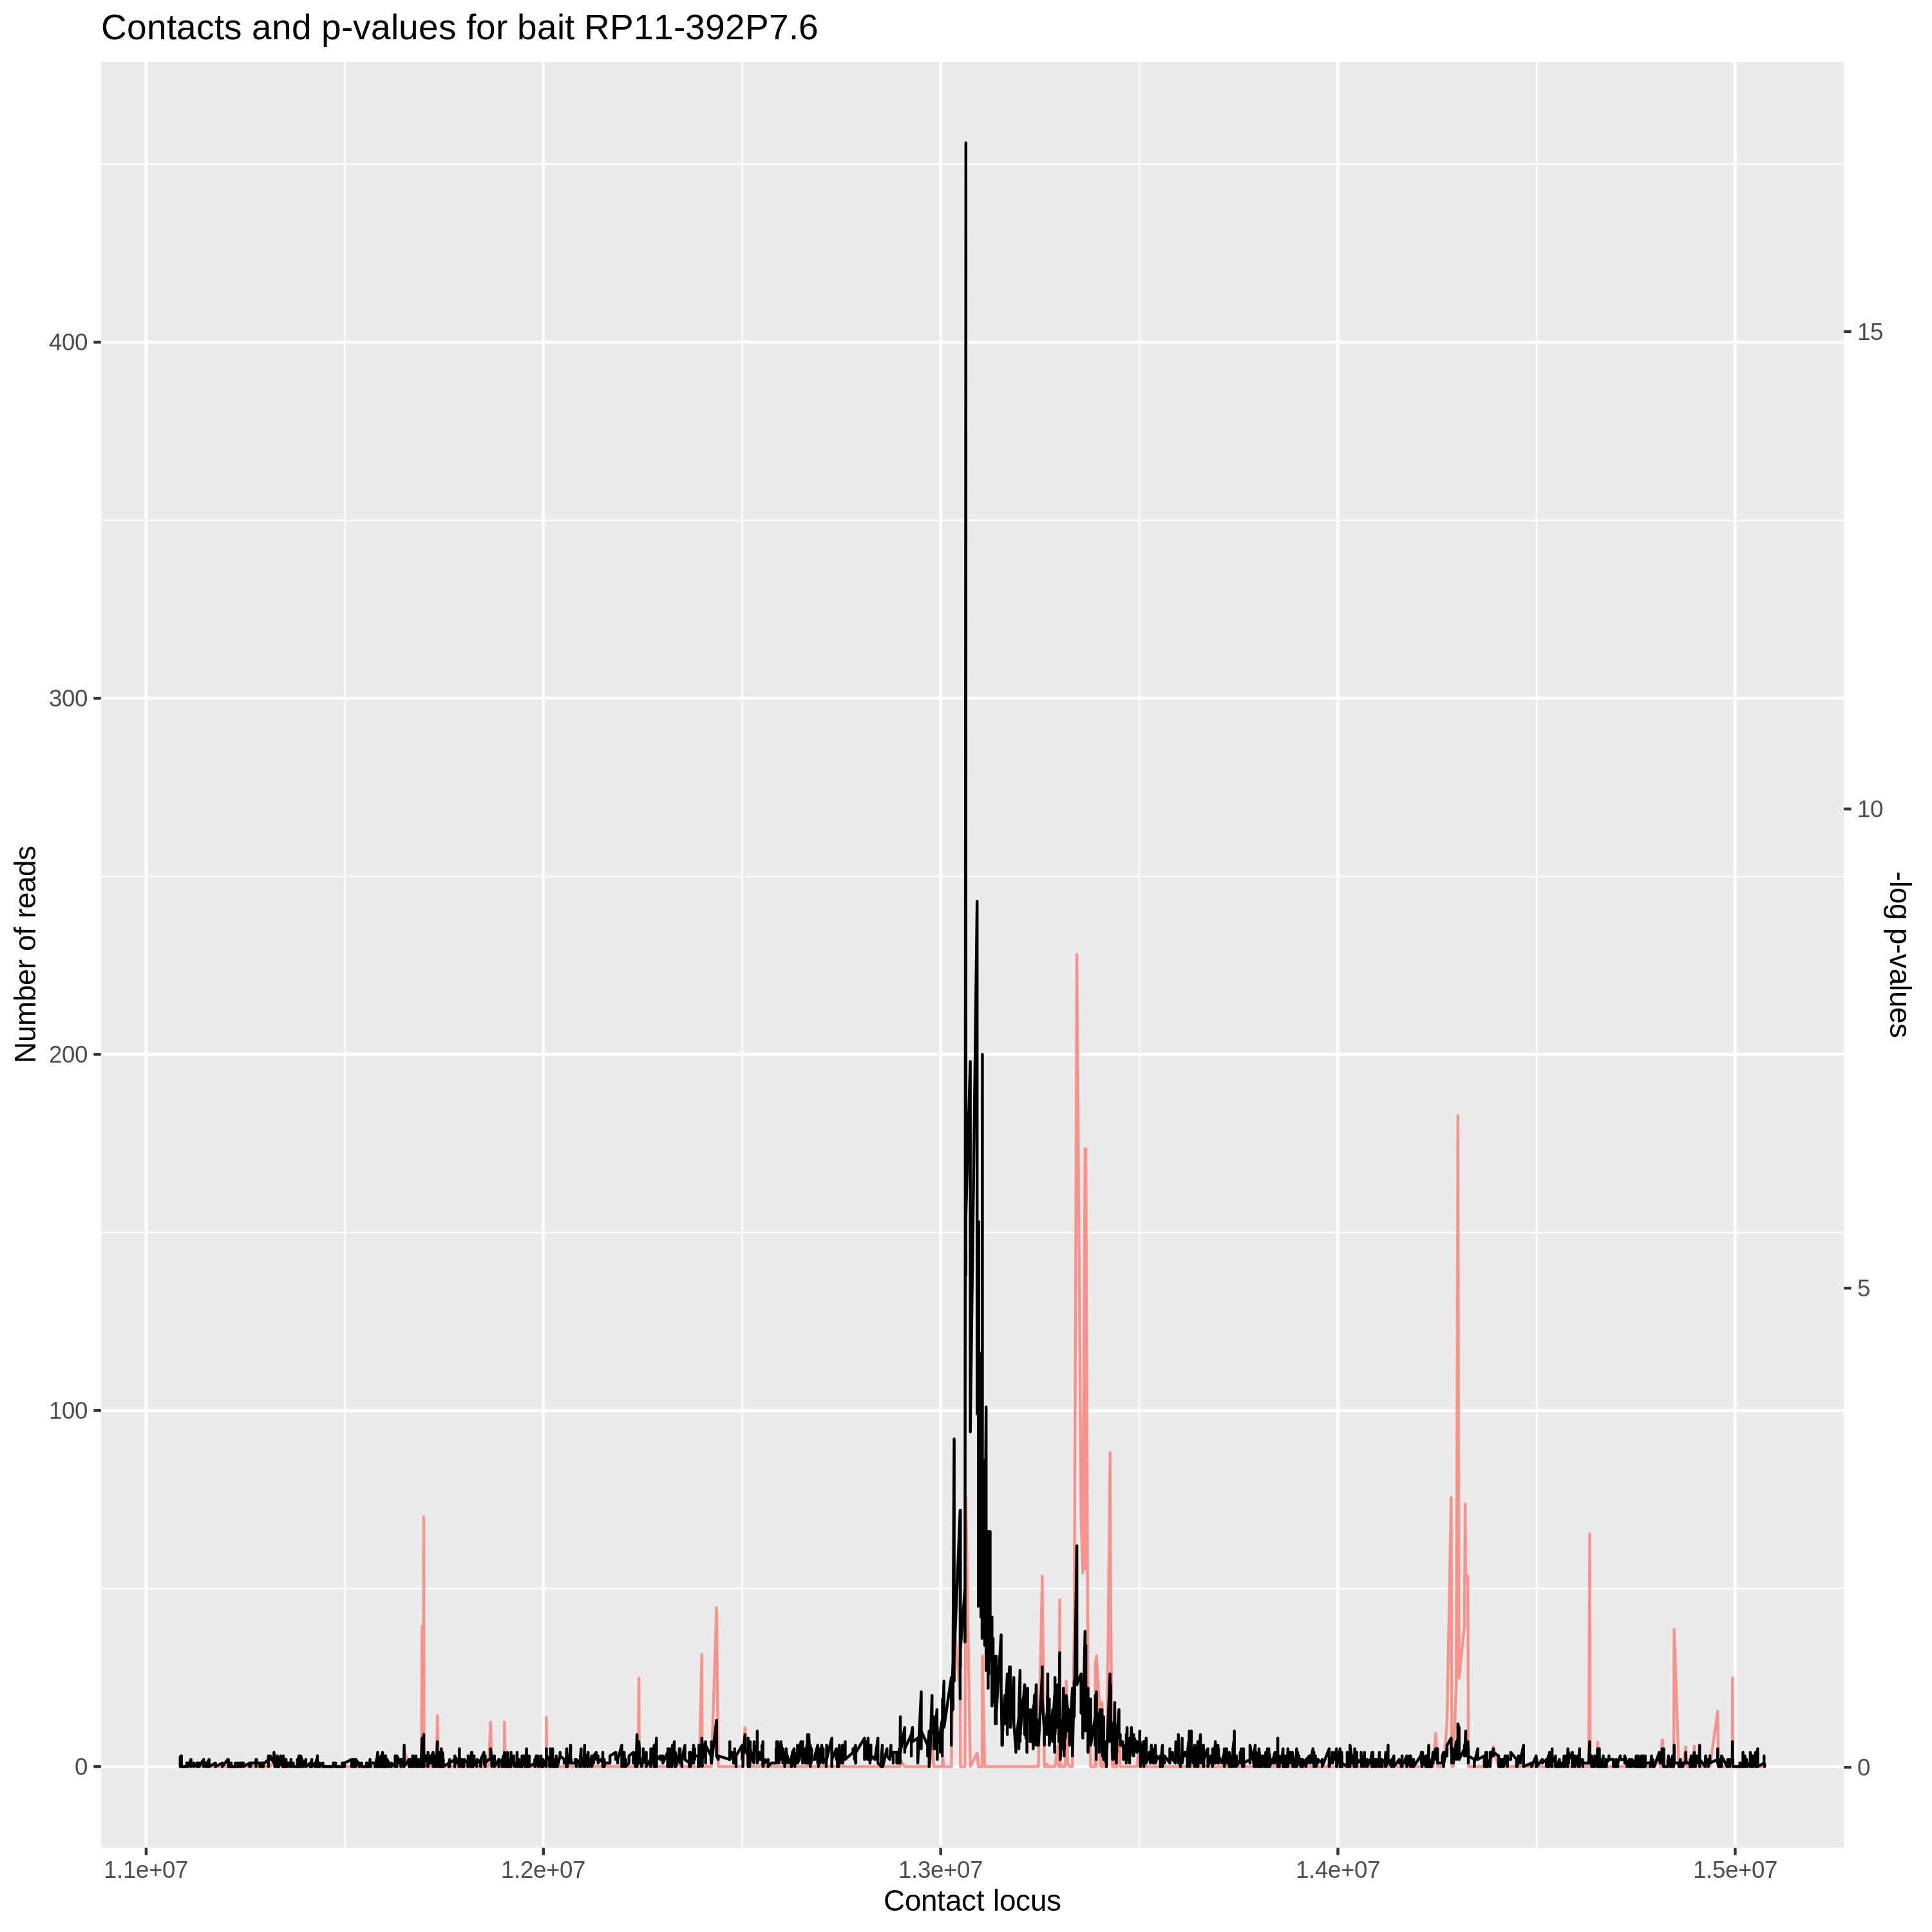 Contacts and p-values for bait RP11-392P7.6
Number of reads
400
300
200
100
0
15
10
5
0
-log p-values
1.1e+07 1.2e+07 1.3e+07 1.4e+07 1.5e+07
Contact locus